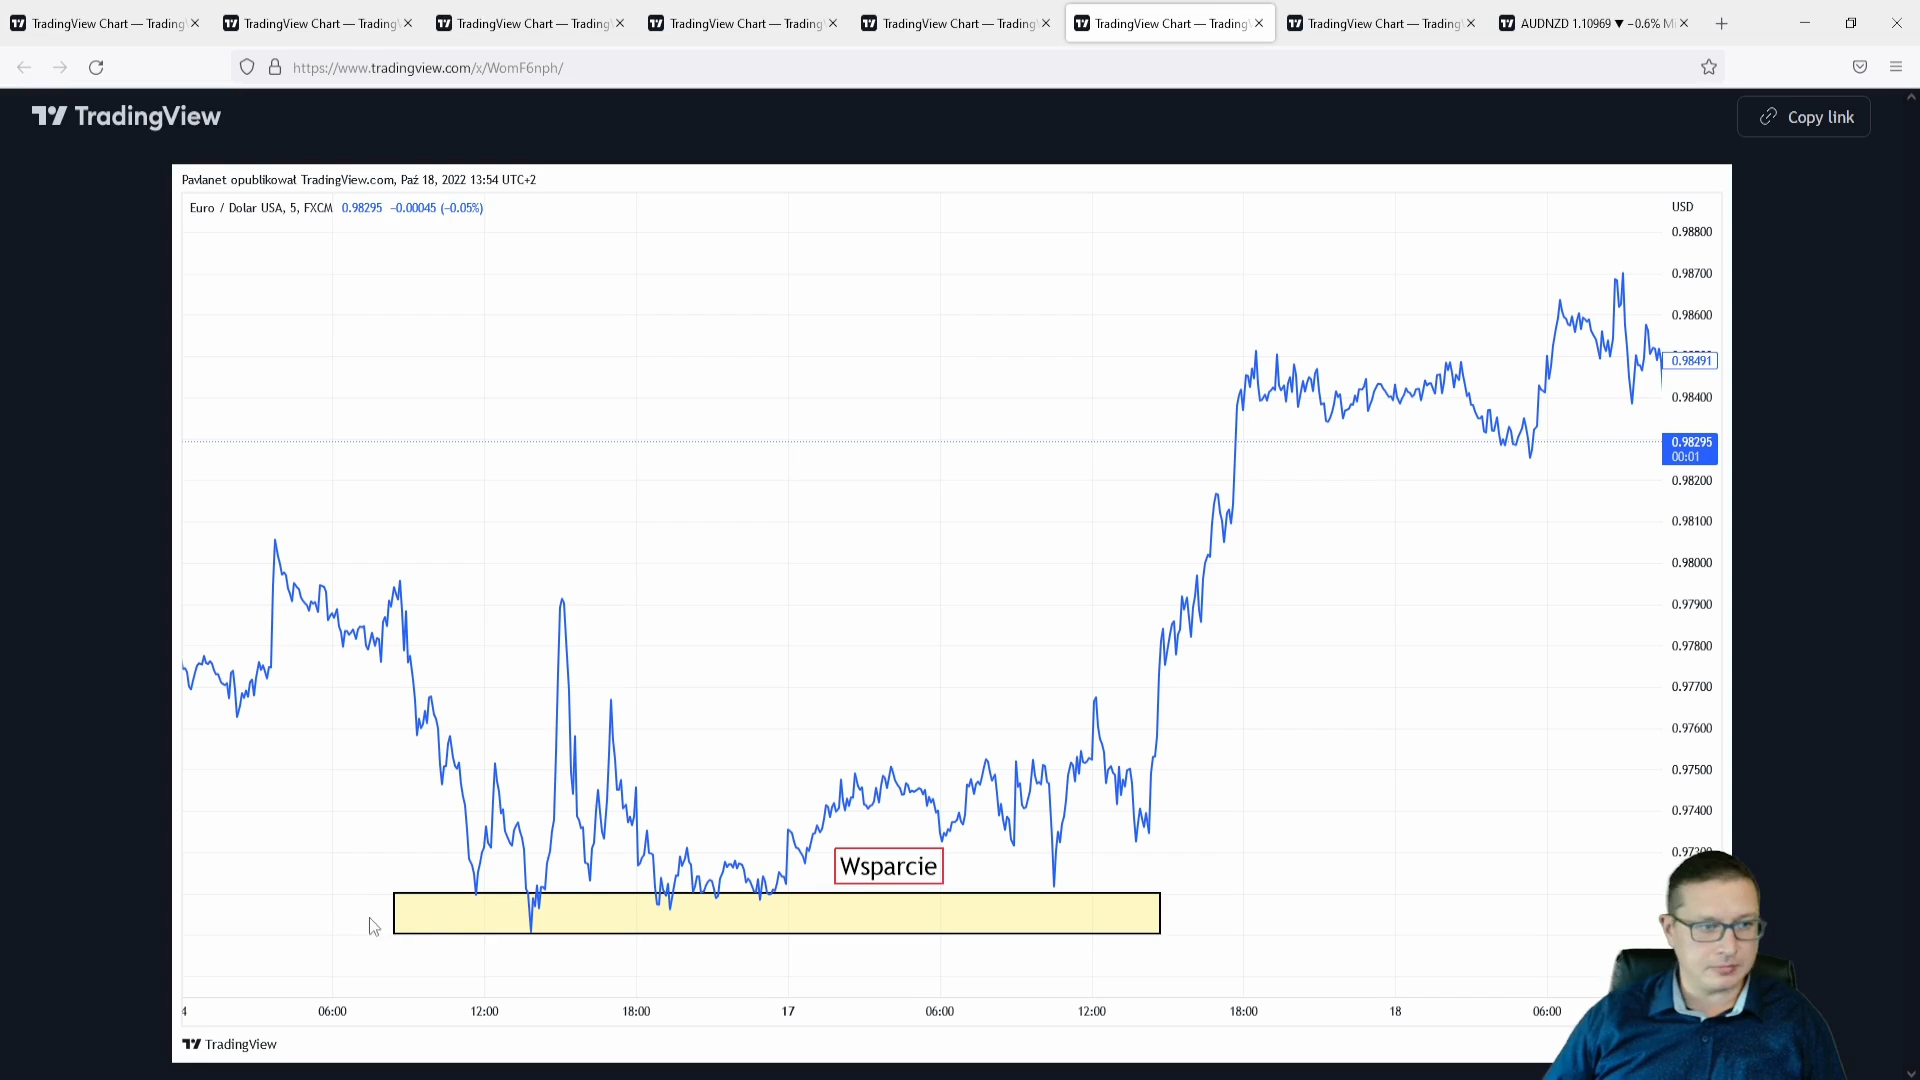 TradingView Chart — Trading
TradingView Chart — Trading
TradingView Chart — Trading
TradingView Chart — Trading
TradingView Chart — Trading
TradingView Chart — Trading
TradingView Chart — Trading
AUDNZD 1.10969 ▼ −0.6%
https://www.tradingview.com/x/WomF6nph/
TradingView
Copy link
Pavlanet opublikował TradingView.com, Paź 18, 2022 13:54 UTC+2
Euro / Dolar USA, 5, FXCM 0.98295 −0.00045 (−0.05%)
USD
0.98800
0.98700
0.98600
0.98491
0.98400
0.98295
00:01
0.98200
0.98100
0.98000
0.97900
0.97800
0.97700
0.97600
0.97500
0.97400
Wsparcie
4 06:00 12:00 18:00 17 06:00 12:00 18:00 18 06:00
TradingView